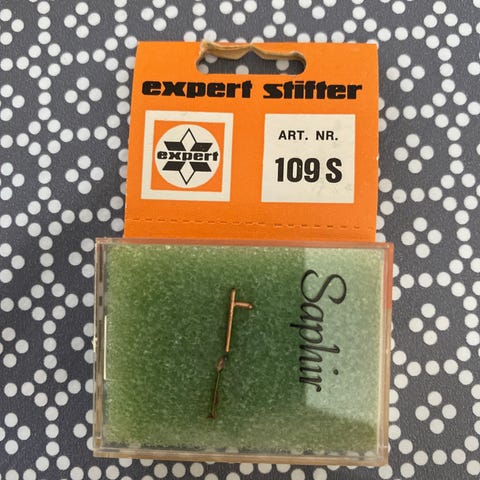 expert stifter
expert
ART. NR.
109 S
Saphir